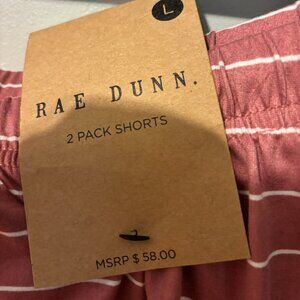 L
RAE DUNN.
2 PACK SHORTS
MSRP $ 58.00